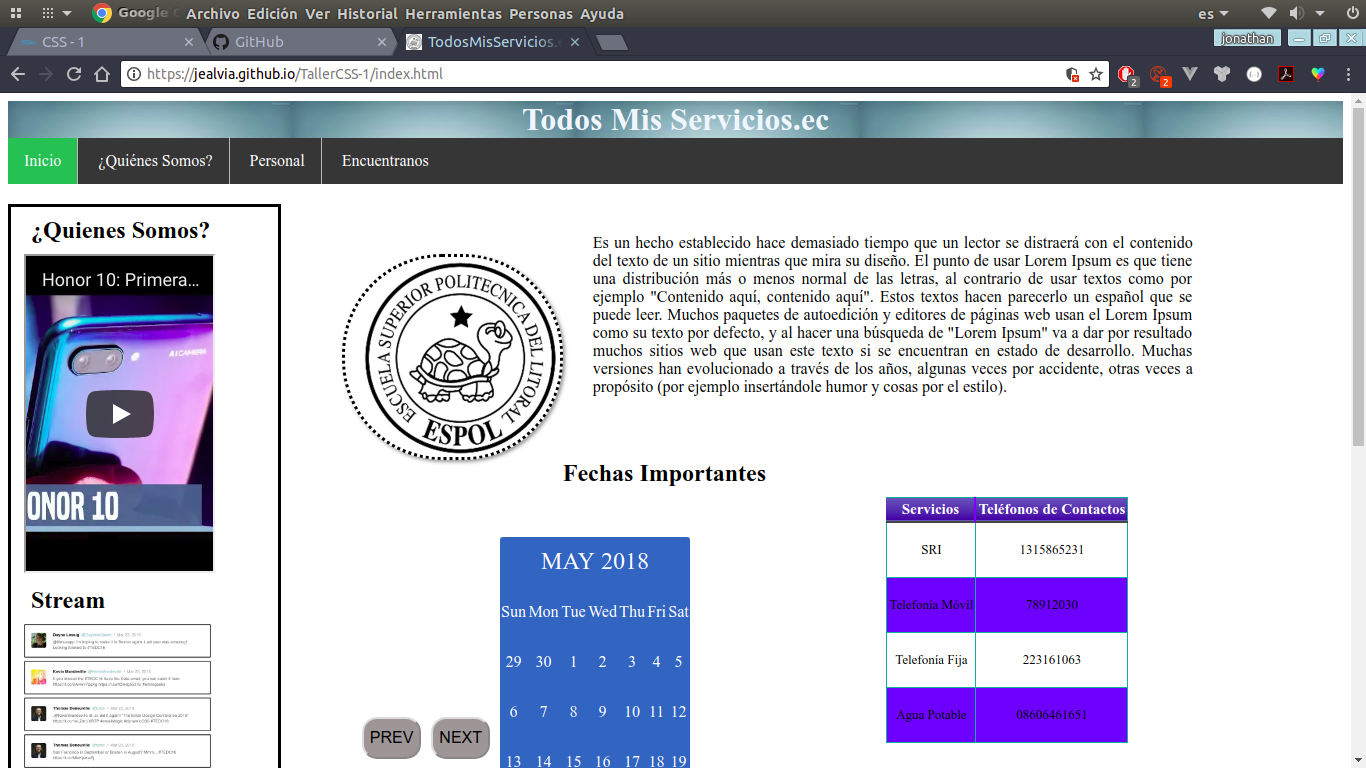 Google C Archivo Edición Ver Historial Herramientas Personas Ayuda es
CSS - 1 GitHub TodosMisServicios.e jonathan
https://jealvia.github.io/TallerCSS-1/index.html 2 2
Todos Mis Servicios.ec
Inicio ¿Quiénes Somos? Personal Encuentranos
¿Quienes Somos?
Honor 10: Primera...
AI CAMERA
ONOR 10
Stream
ESCUELA SUPERIOR POLITECNICA DEL LITORAL
ESPOL
Es un hecho establecido hace demasiado tiempo que un lector se distraerá con el contenido
del texto de un sitio mientras que mira su diseño. El punto de usar Lorem Ipsum es que tiene
una distribución más o menos normal de las letras, al contrario de usar textos como por
ejemplo "Contenido aquí, contenido aquí". Estos textos hacen parecerlo un español que se
puede leer. Muchos paquetes de autoedición y editores de páginas web usan el Lorem Ipsum
como su texto por defecto, y al hacer una búsqueda de "Lorem Ipsum" va a dar por resultado
muchos sitios web que usan este texto si se encuentran en estado de desarrollo. Muchas
versiones han evolucionado a través de los años, algunas veces por accidente, otras veces a
propósito (por ejemplo insertándole humor y cosas por el estilo).
Fechas Importantes
PREV NEXT
MAY 2018
Sun Mon Tue Wed Thu Fri Sat
29 30 1 2 3 4 5
6 7 8 9 10 11 12
13 14 15 16 17 18 19
Servicios Teléfonos de Contactos
SRI 1315865231
Telefonía Móvil 78912030
Telefonía Fija 223161063
Agua Potable 08606461651